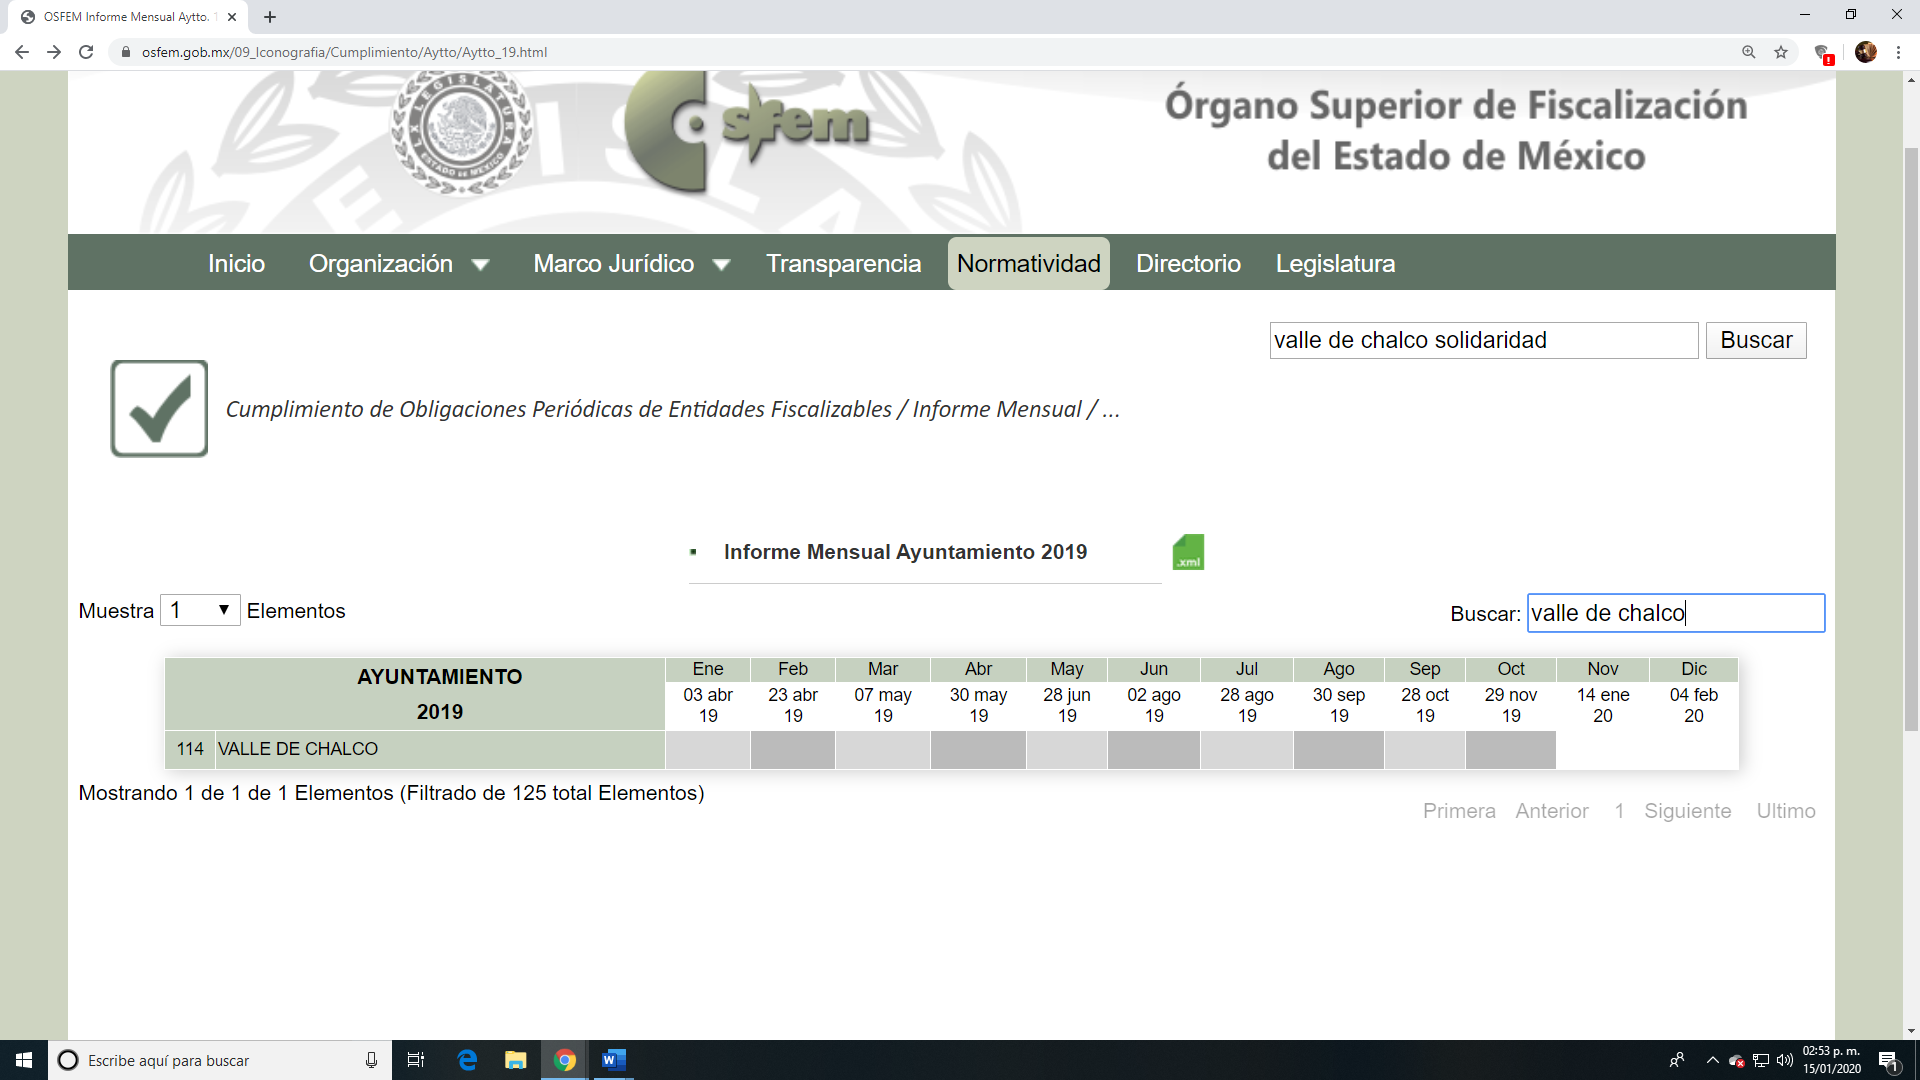 OSFEM Informe Mensual Aytto.
osfem.gob.mx/09_Iconografia/Cumplimiento/Aytto/Aytto_19.html
LX LEGISLATURA
ESTADO DE MÉXICO
Osfem
Órgano Superior de Fiscalización
del Estado de México
Inicio Organización Marco Jurídico Transparencia Normatividad Directorio Legislatura
valle de chalco solidaridad Buscar
Cumplimiento de Obligaciones Periódicas de Entidades Fiscalizables / Informe Mensual / ...
Informe Mensual Ayuntamiento 2019 .xml
Muestra 1 Elementos Buscar: valle de chalco
AYUNTAMIENTO Ene Feb Mar Abr May Jun Jul Ago Sep Oct Nov Dic
2019 03 abr 23 abr 07 may 30 may 28 jun 02 ago 28 ago 30 sep 28 oct 29 nov 14 ene 04 feb
19 19 19 19 19 19 19 19 19 19 20 20
114 VALLE DE CHALCO
Mostrando 1 de 1 de 1 Elementos (Filtrado de 125 total Elementos)
Primera Anterior 1 Siguiente Ultimo
Escribe aquí para buscar
02:53 p. m.
15/01/2020
1